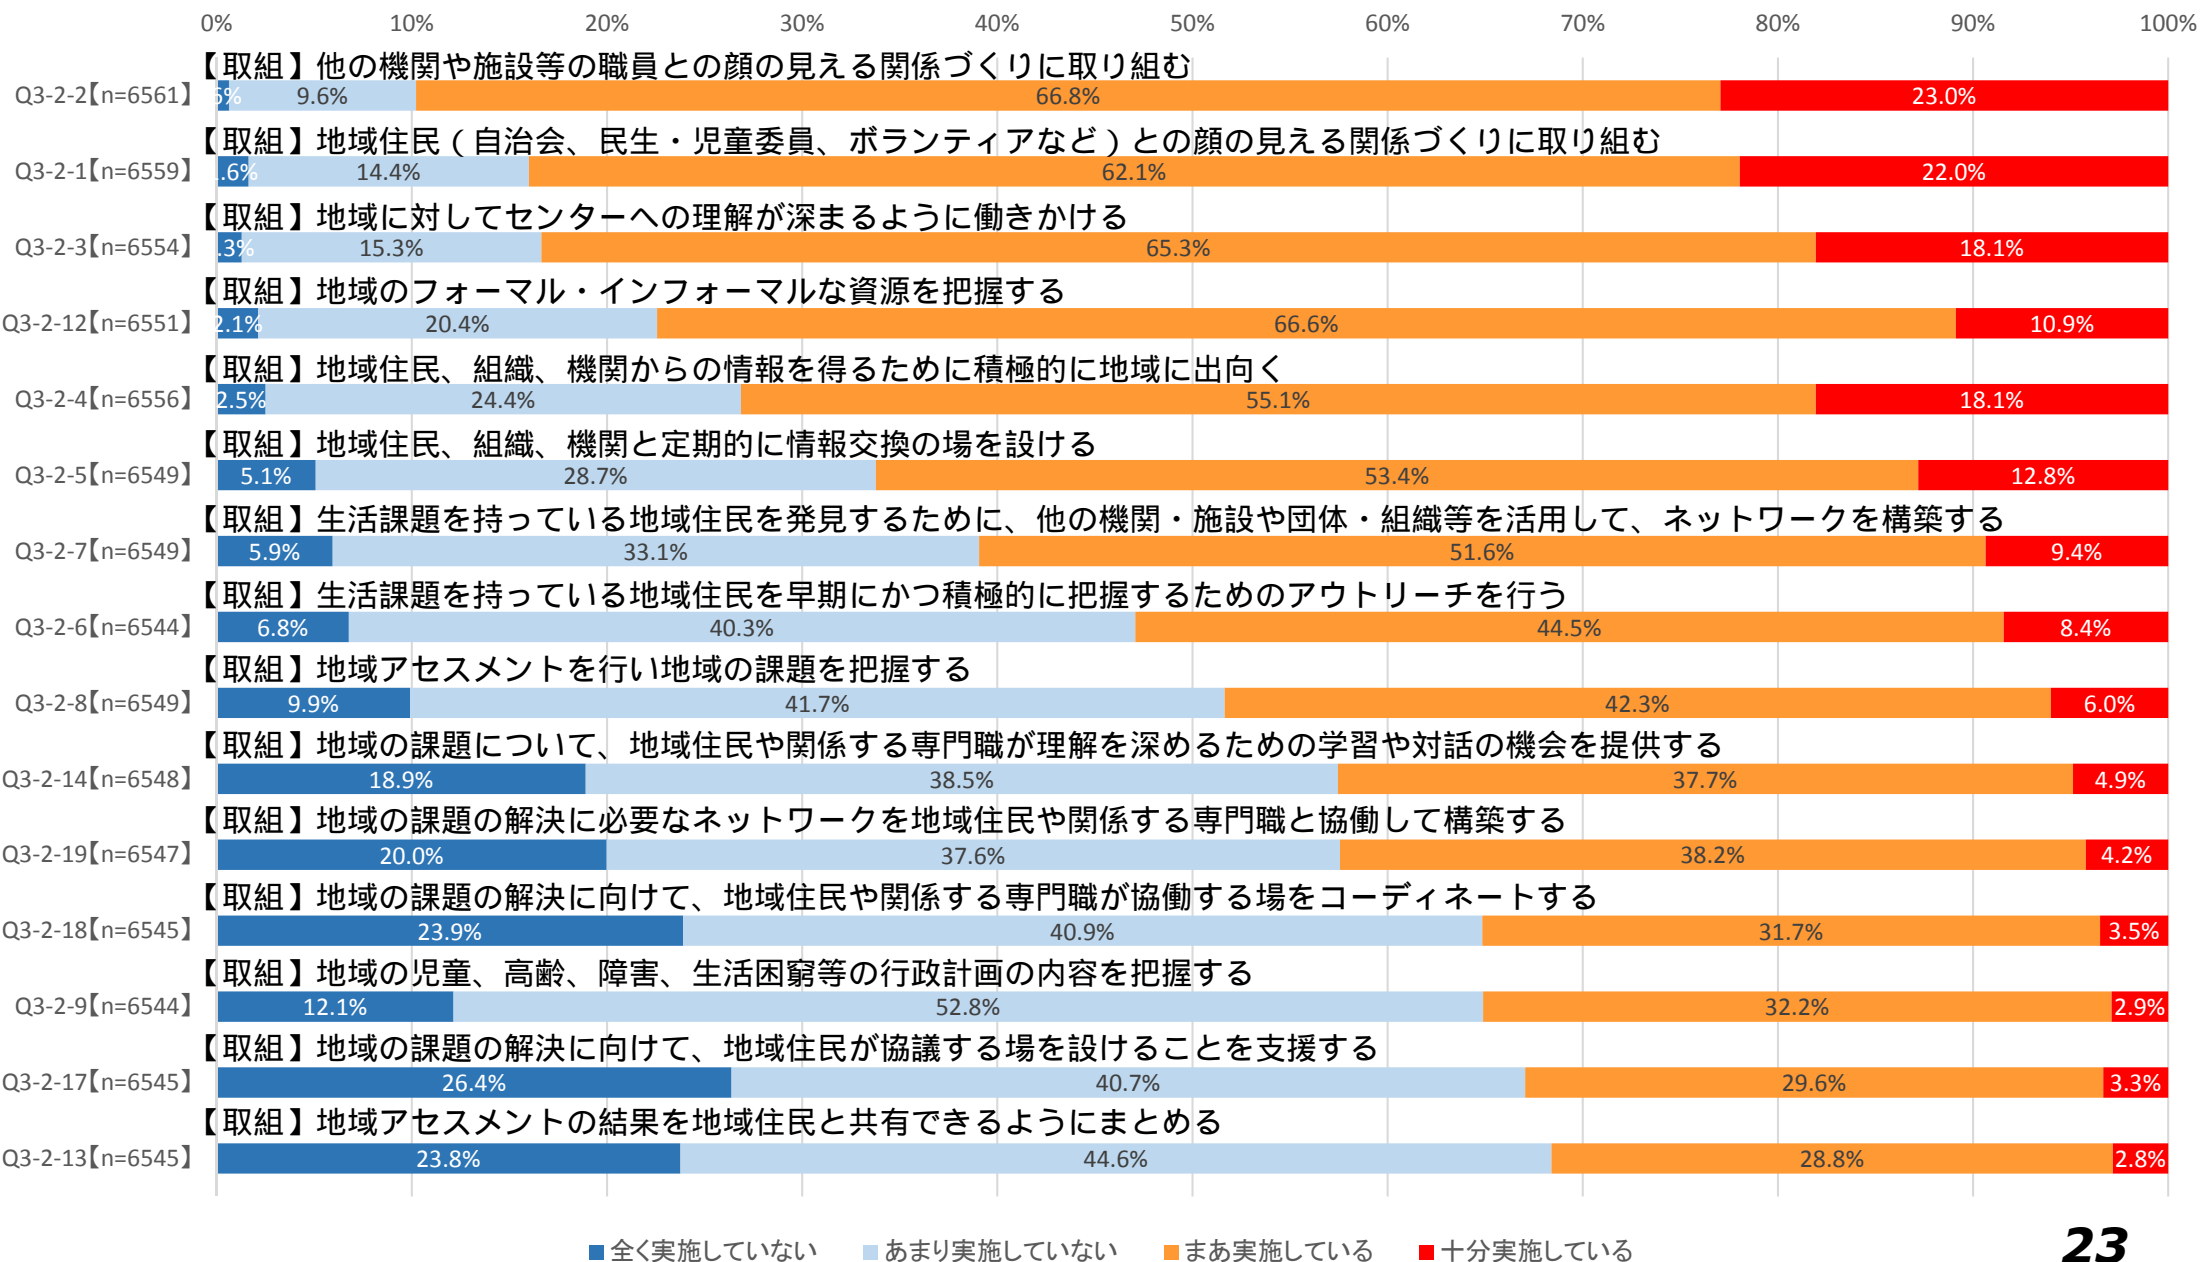 0% 10% 20% 30% 40% 50% 60% 70% 80% 90% 100%
【取組】他の機関や施設等の職員との顔の見える関係づくりに取り組む
Q3-2-2【n=6561】 6% 9.6% 66.8% 23.0%
【取組】地域住民（自治会、民生・児童委員、ボランティアなど）との顔の見える関係づくりに取り組む
Q3-2-1【n=6559】 .6% 14.4% 62.1% 22.0%
【取組】地域に対してセンターへの理解が深まるように働きかける
Q3-2-3【n=6554】 .3% 15.3% 65.3% 18.1%
【取組】地域のフォーマル・インフォーマルな資源を把握する
Q3-2-12【n=6551】 2.1% 20.4% 66.6% 10.9%
【取組】地域住民、組織、機関からの情報を得るために積極的に地域に出向く
Q3-2-4【n=6556】 2.5% 24.4% 55.1% 18.1%
【取組】地域住民、組織、機関と定期的に情報交換の場を設ける
Q3-2-5【n=6549】 5.1% 28.7% 53.4% 12.8%
【取組】生活課題を持っている地域住民を発見するために、他の機関・施設や団体・組織等を活用して、ネットワークを構築する
Q3-2-7【n=6549】 5.9% 33.1% 51.6% 9.4%
【取組】生活課題を持っている地域住民を早期にかつ積極的に把握するためのアウトリーチを行う
Q3-2-6【n=6544】 6.8% 40.3% 44.5% 8.4%
【取組】地域アセスメントを行い地域の課題を把握する
Q3-2-8【n=6549】 9.9% 41.7% 42.3% 6.0%
【取組】地域の課題について、地域住民や関係する専門職が理解を深めるための学習や対話の機会を提供する
Q3-2-14【n=6548】 18.9% 38.5% 37.7% 4.9%
【取組】地域の課題の解決に必要なネットワークを地域住民や関係する専門職と協働して構築する
Q3-2-19【n=6547】 20.0% 37.6% 38.2% 4.2%
【取組】地域の課題の解決に向けて、地域住民や関係する専門職が協働する場をコーディネートする
Q3-2-18【n=6545】 23.9% 40.9% 31.7% 3.5%
【取組】地域の児童、高齢、障害、生活困窮等の行政計画の内容を把握する
Q3-2-9【n=6544】 12.1% 52.8% 32.2% 2.9%
【取組】地域の課題の解決に向けて、地域住民が協議する場を設けることを支援する
Q3-2-17【n=6545】 26.4% 40.7% 29.6% 3.3%
【取組】地域アセスメントの結果を地域住民と共有できるようにまとめる
Q3-2-13【n=6545】 23.8% 44.6% 28.8% 2.8%
全く実施していない あまり実施していない まあ実施している 十分実施している
23